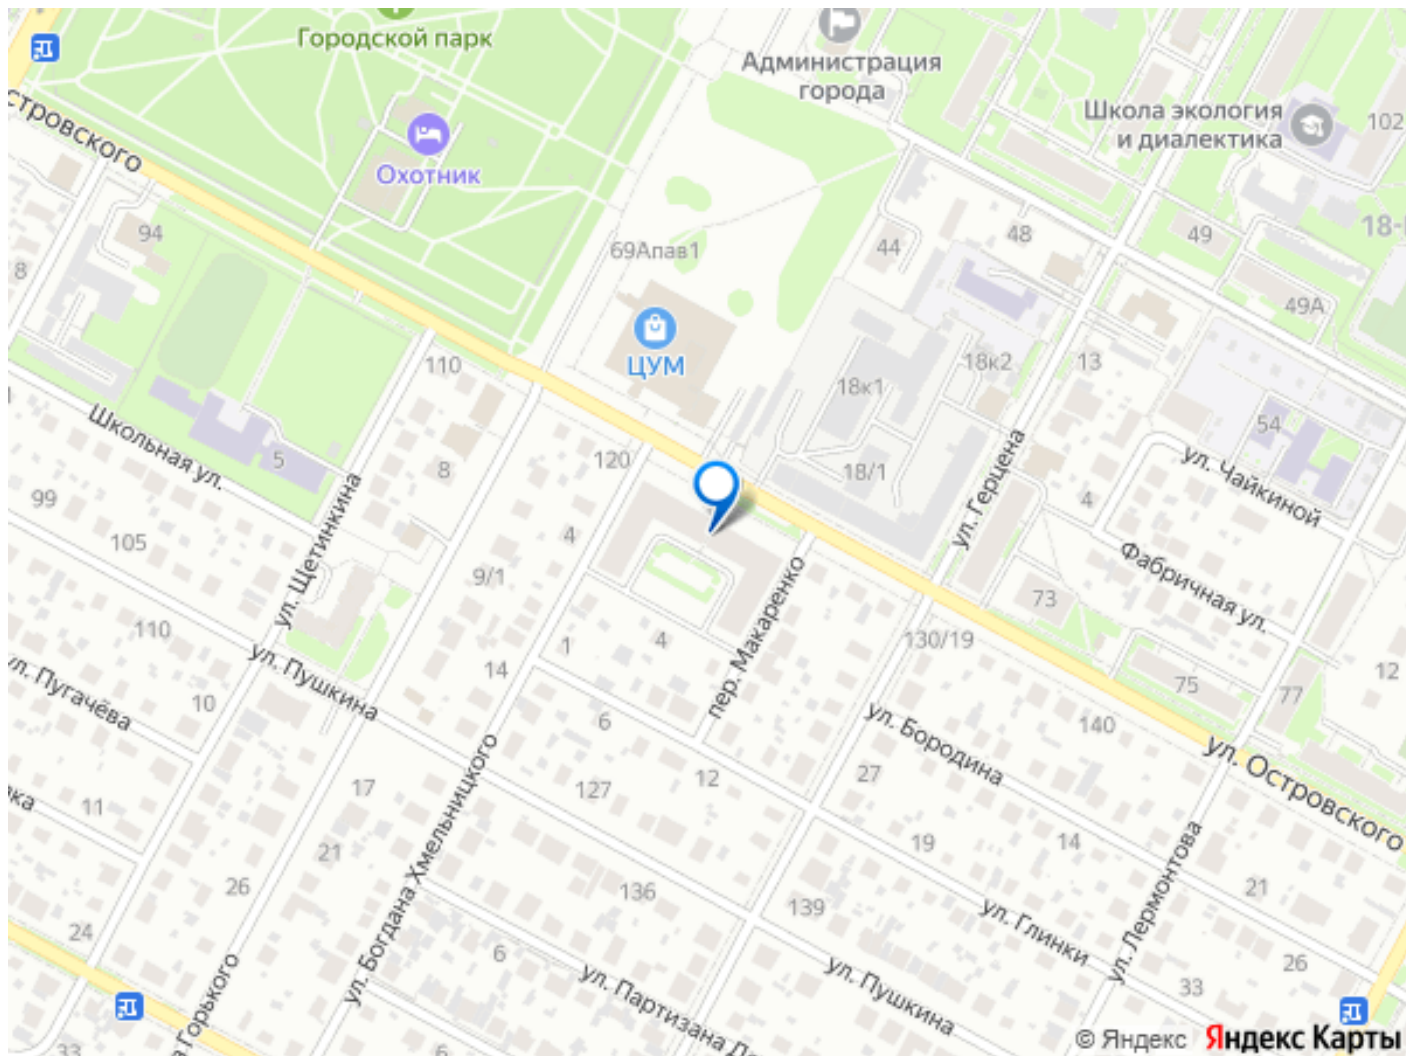 Городской парк
Администрация
города
Школа экология
и диалектика
102
стровского
Охотник
94
8
69Апав1
44
48
49
18-
49А
ЦУМ
110
18к1
18к2
13
54
Школьная ул.
5
8
120
18/1
ул. Герцена
4
ул. Чайкиной
99
105
ул. Щетинкина
9/1
4
Фабричная ул.
110
ул. Пушкина
14
1
4
пер. Макаренко
73
130/19
75
77
12
ул. Пугачёва
10
6
ул. Бородина
140
ул. Островского
11
17
ул. Богдана Хмельницкого
127
12
27
19
14
ул. Лермонтова
21
21
26
136
139
ул. Глинки
24
6
ул. Партизана
ул. Пушкина
33
26
Горького
33
6
© Яндекс Яндекс Карты